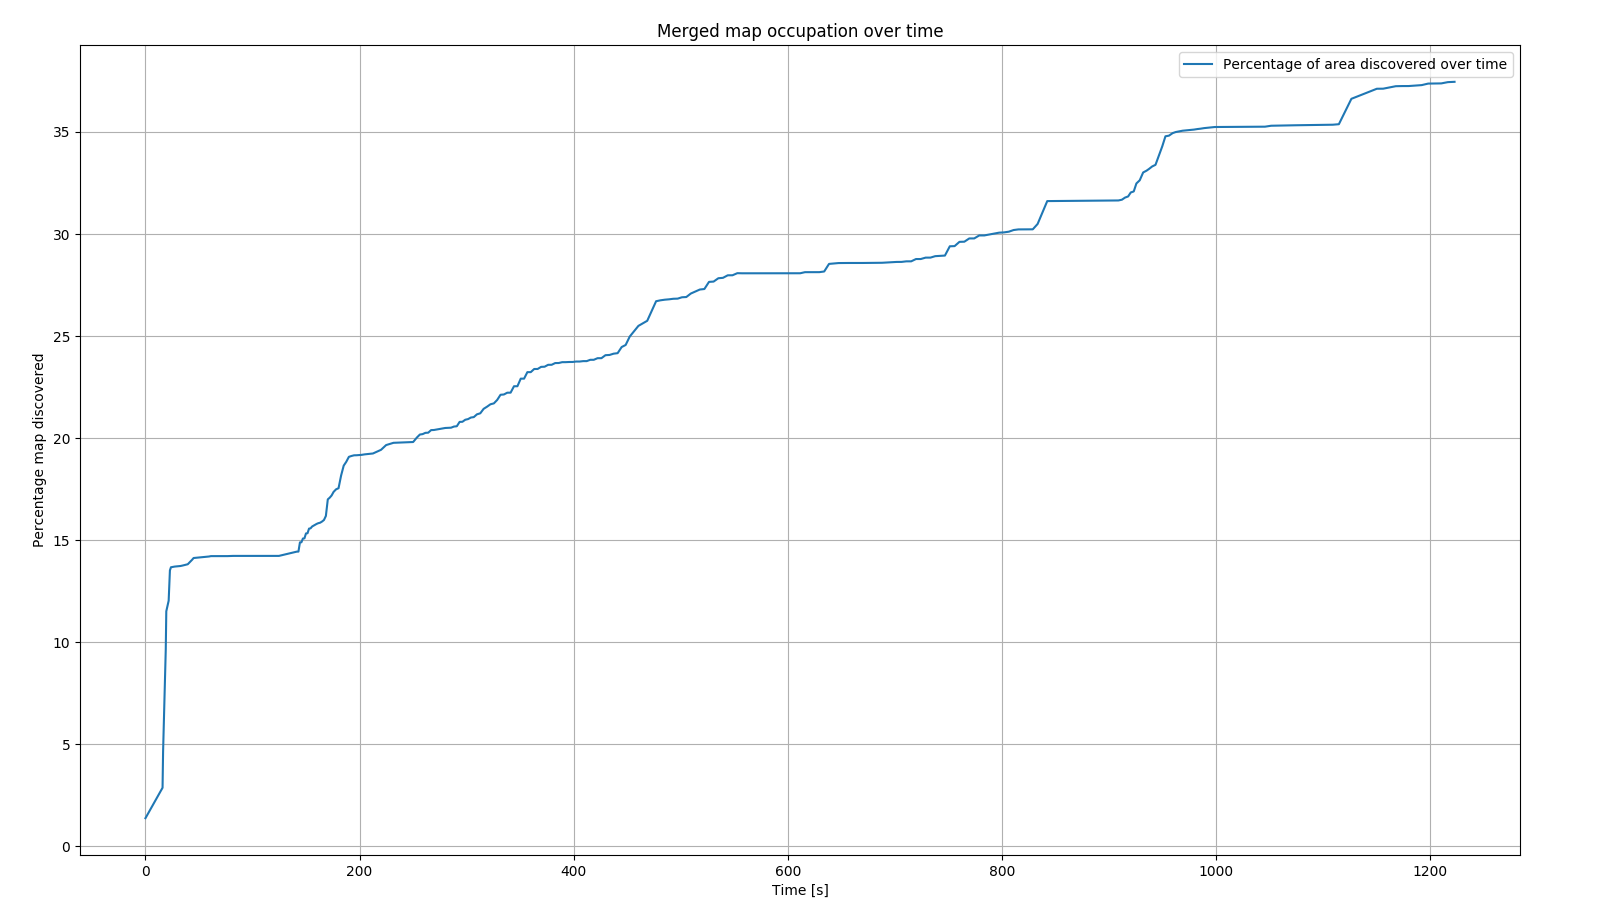 Merged map occupation over time
Percentage of area discovered over time
Percentage map discovered
35
30
25
20
15
10
5
0
0 200 400 600 800 1000 1200
Time [s]